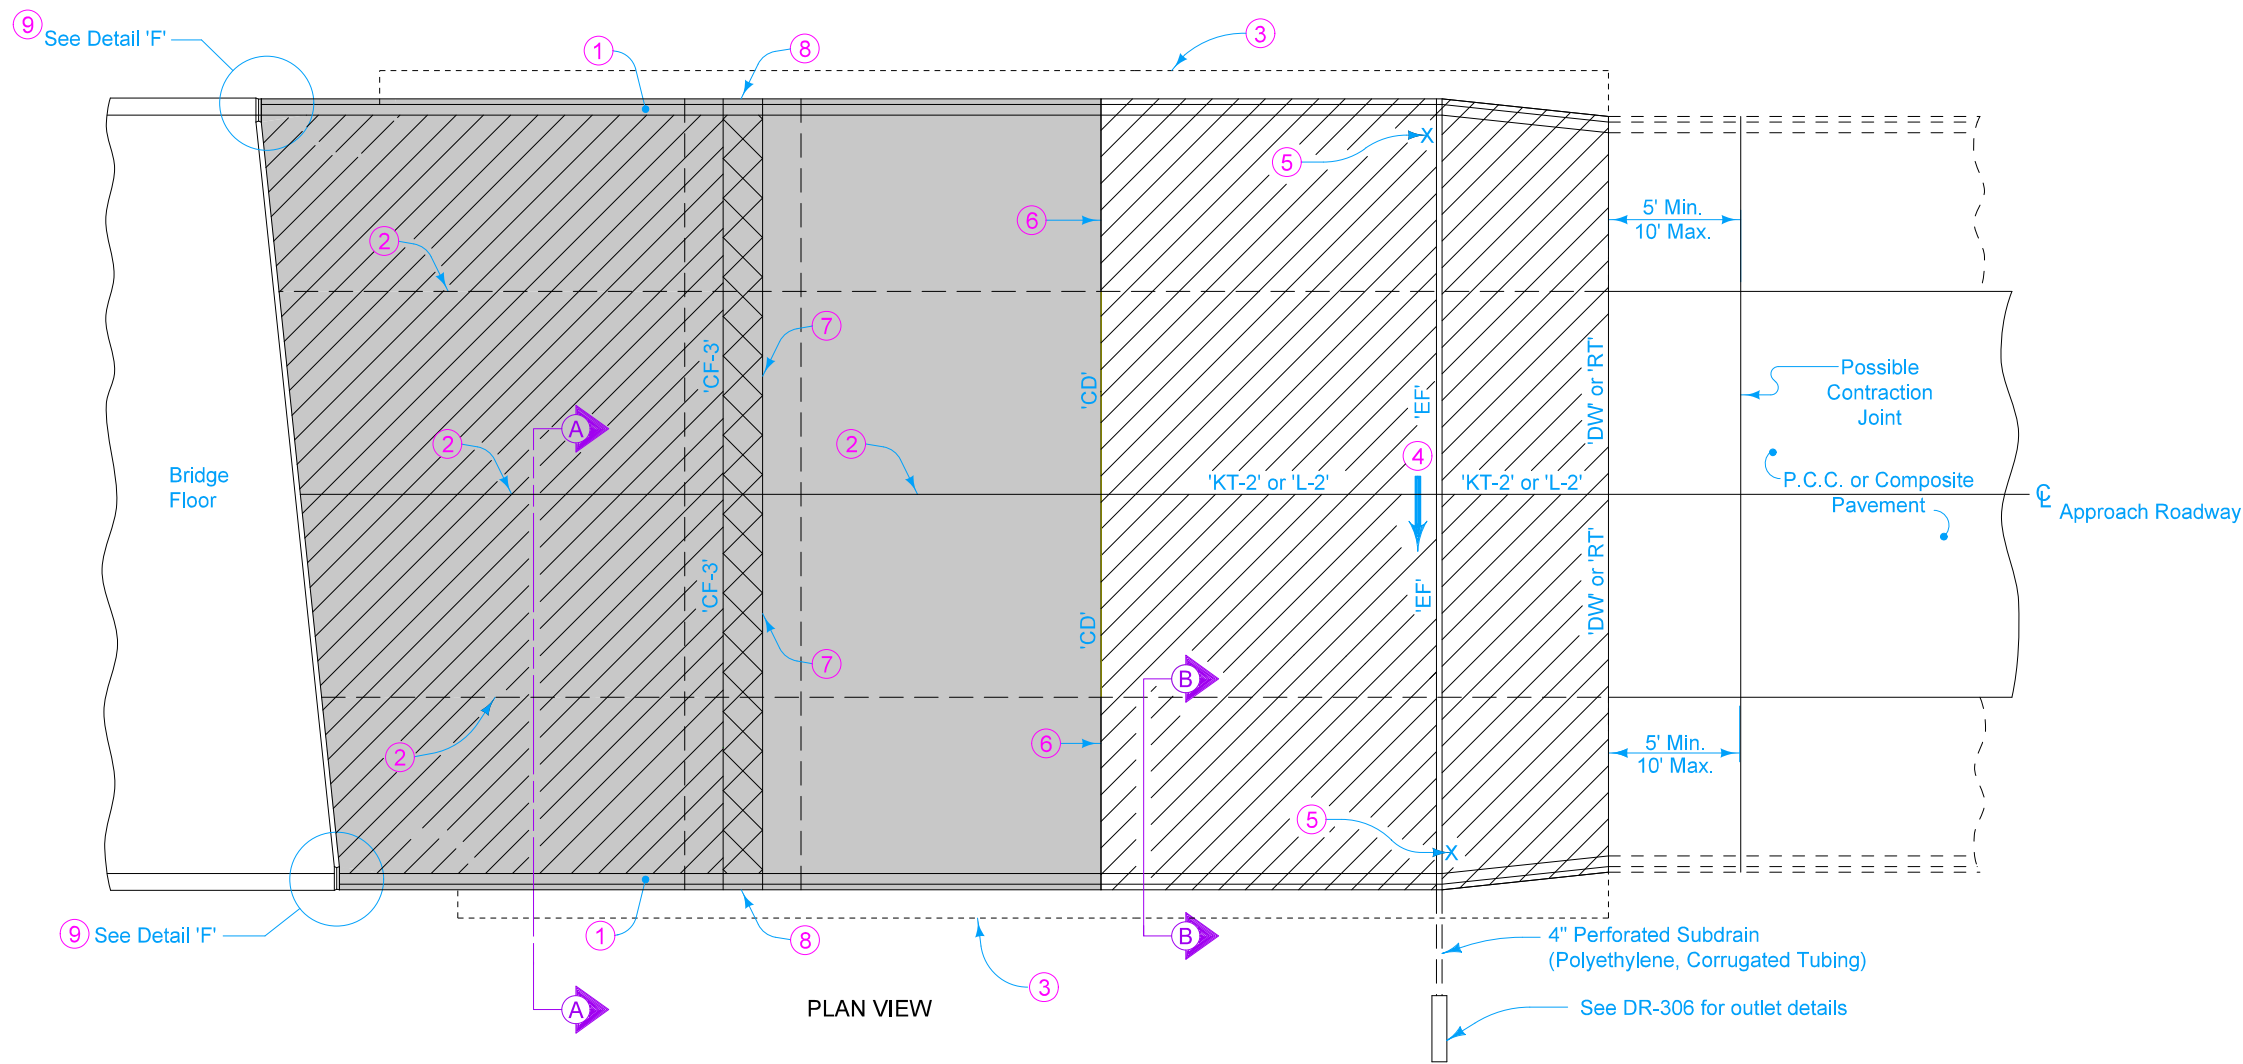 9 See Detail 'F'
1
8
3
5
5' Min.
10' Max.
6
2
7
'CF-3'
'CD'
'EF'
'DW' or 'RT'
Possible
Contraction
Joint
A
2
2
4
'KT-2' or 'L-2'
'KT-2' or 'L-2'
Bridge
Floor
P.C.C. or Composite
Pavement
CL
Approach Roadway
'CF-3'
'CD'
'EF'
'DW' or 'RT'
7
B
2
6
5' Min.
10' Max.
5
9 See Detail 'F'
1
8
B
4" Perforated Subdrain
(Polyethylene, Corrugated Tubing)
3
A
PLAN VIEW
See DR-306 for outlet details